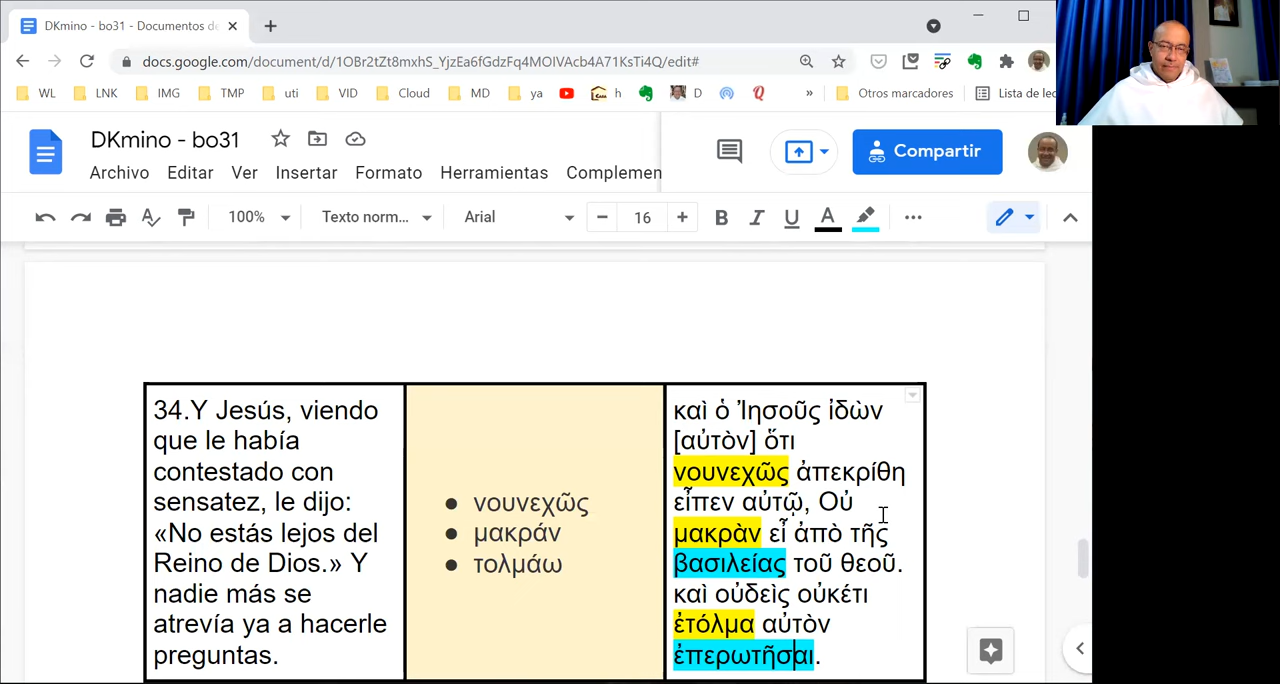 DKmino - bo31 - Documentos de
docs.google.com/document/d/1OBr2tZt8mxhS_YjzEa6fGdzFq4MOIVAcb4A71KsTi4Q/edit#
WL LNK IMG TMP uti VID Cloud MD ya h D » Otros marcadores Lista de lec
DKmino - bo31
Compartir
Archivo Editar Ver Insertar Formato Herramientas Complemen
100% Texto norm... Arial − 16 + B I U A
34.Y Jesús, viendo
que le había
contestado con
sensatez, le dijo:
«No estás lejos del
Reino de Dios.» Y
nadie más se
atrevía ya a hacerle
preguntas.
● νουνεχῶς
● μακράν
● τολμάω
καὶ ὁ Ἰησοῦς ἰδὼν
[αὐτὸν] ὅτι
νουνεχῶς ἀπεκρίθη
εἶπεν αὐτῷ, Οὐ
μακρὰν εἶ ἀπὸ τῆς
βασιλείας τοῦ θεοῦ.
καὶ οὐδεὶς οὐκέτι
ἐτόλμα αὐτὸν
ἐπερωτῆσαι.